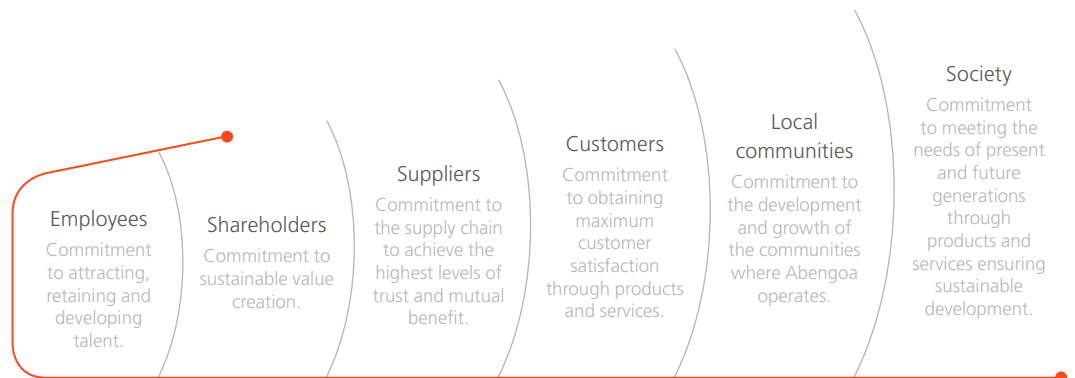 Employees
Commitment
to attracting,
retaining and
developing
talent.
Shareholders
Commitment to
sustainable value
creation.
Suppliers
Commitment to
the supply chain
to achieve the
highest levels of
trust and mutual
benefit.
Customers
Commitment
to obtaining
maximum
customer
satisfaction
through products
and services.
Local
communities
Commitment to
the development
and growth of
the communities
where Abengoa
operates.
Society
Commitment
to meeting the
needs of present
and future
generations
through
products and
services ensuring
sustainable
development.